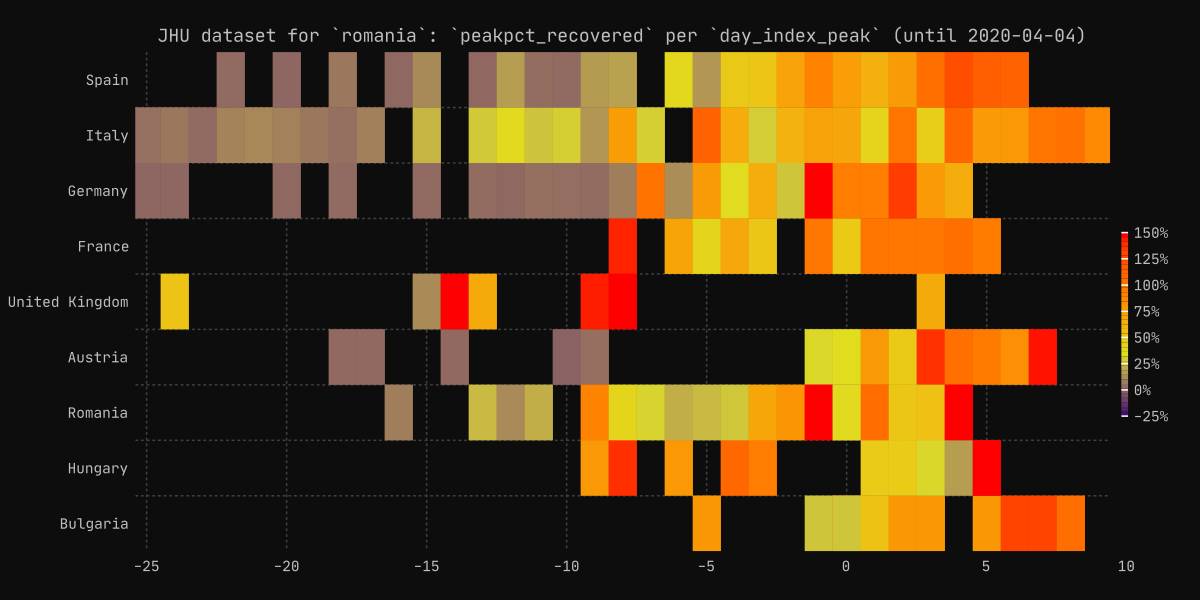 JHU dataset for `romania`: `peakpct_recovered` per `day_index_peak` (until 2020-04-04)
Spain
Italy
Germany
France
United Kingdom
Austria
Romania
Hungary
Bulgaria
150%
125%
100%
75%
50%
25%
0%
-25%
-25 -20 -15 -10 -5 0 5 10